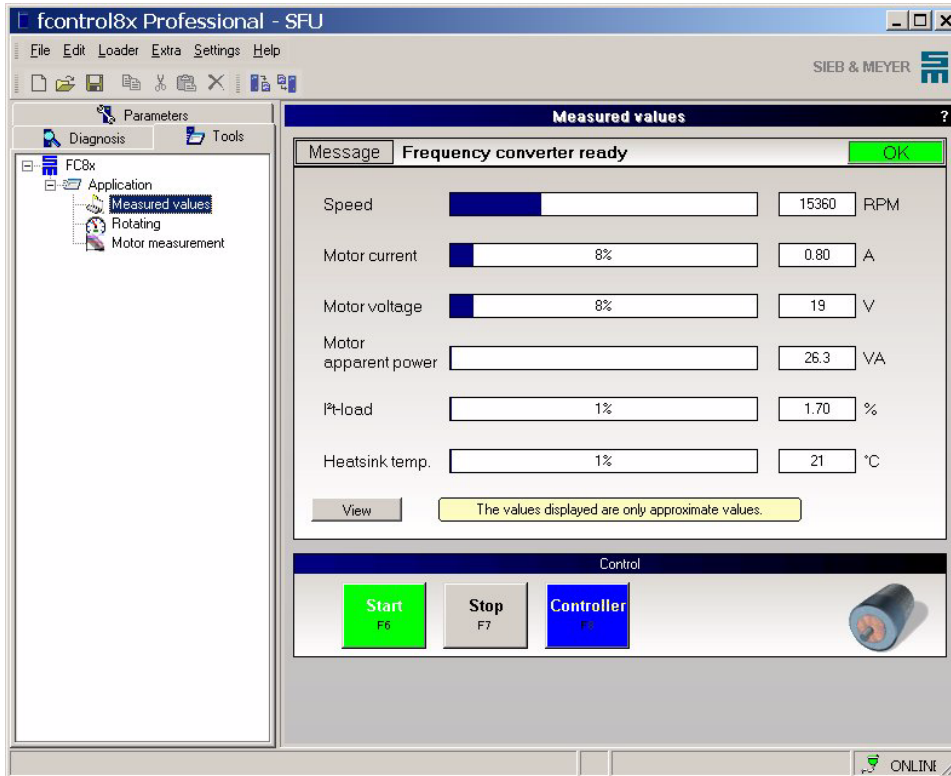 fcontrol8x Professional - SFU
File Edit Loader Extra Settings Help
SIEB & MEYER
Parameters
Diagnosis Tools
FC8x
Application
Measured values
Rotating
Motor measurement
Measured values ?
Message Frequency converter ready OK
Speed 15360 RPM
Motor current 8% 0.80 A
Motor voltage 8% 19 V
Motor
apparent power 26.3 VA
I²t-load 1% 1.70 %
Heatsink temp. 1% 21 °C
View The values displayed are only approximate values.
Control
Start Stop Controller
F6 F7
ONLINE